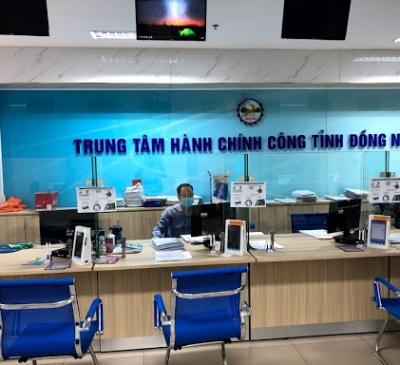 TRUNG TÂM HÀNH CHÍNH CÔNG TỈNH ĐỒNG N